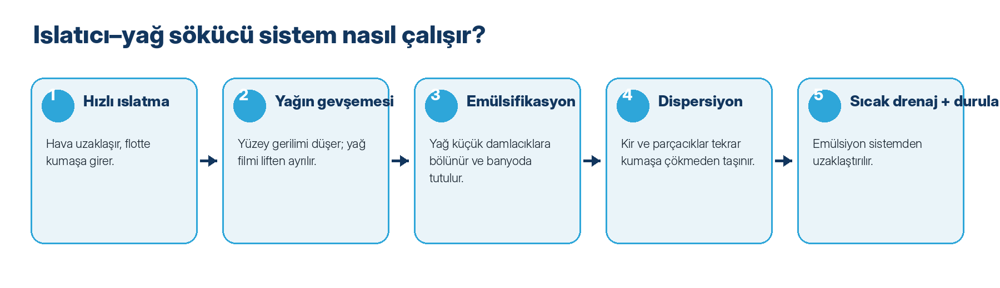 Islatıcı–yağ sökücü sistem nasıl çalışır?
1 Hızlı ıslatma
Hava uzaklaşır, flotte
kumaşa girer.
2 Yağın gevşemesi
Yüzey gerilimi düşer; yağ
filmi liften ayrılır.
3 Emülsifikasyon
Yağ küçük damlacıklara
bölünür ve banyoda
tutulur.
4 Dispersiyon
Kir ve parçacıklar tekrar
kumaşa çökmeden taşınır.
5 Sıcak drenaj + durula
Emülsiyon sistemden
uzaklaştırılır.